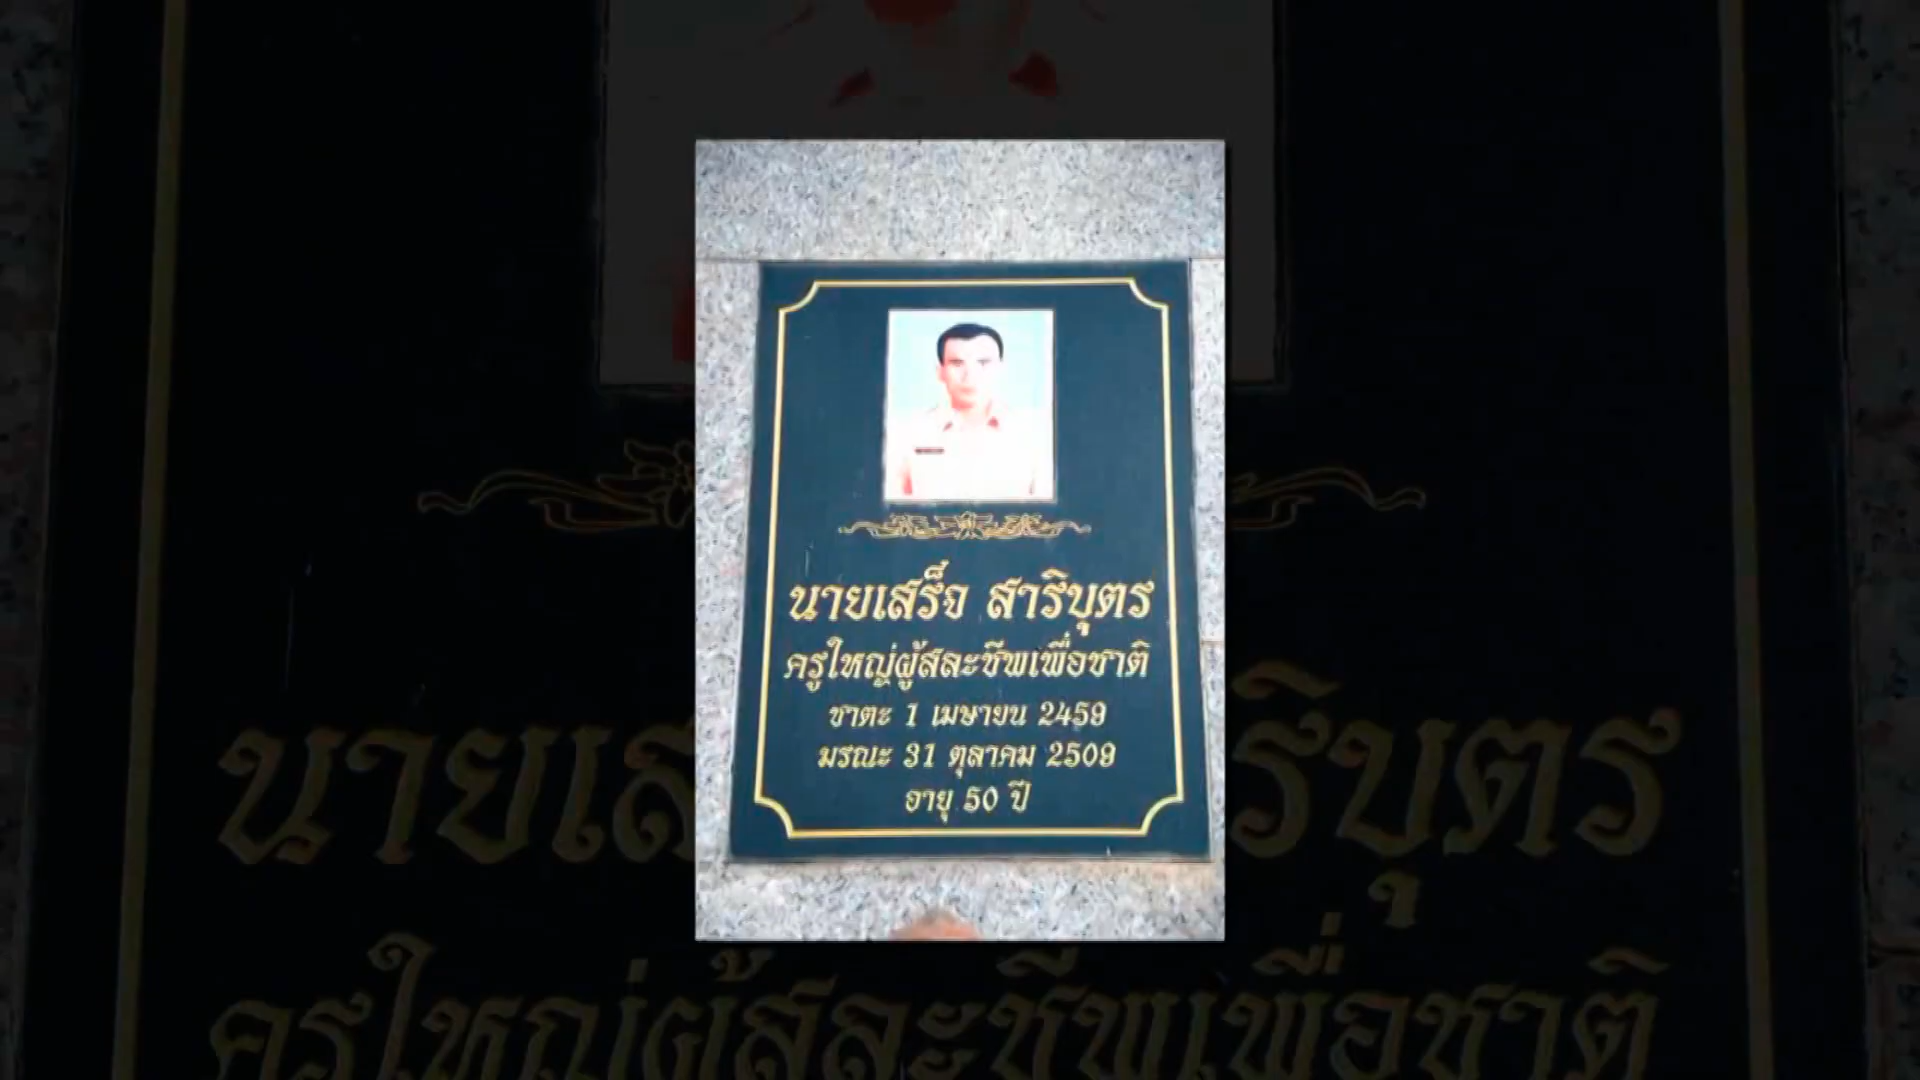 นายเสร็จ สาริบุตร
ครูใหญ่ผู้สละชีพเพื่อชาติ
ชาตะ 1 เมษายน 2459
มรณะ 31 ตุลาคม 2509
อายุ 50 ปี